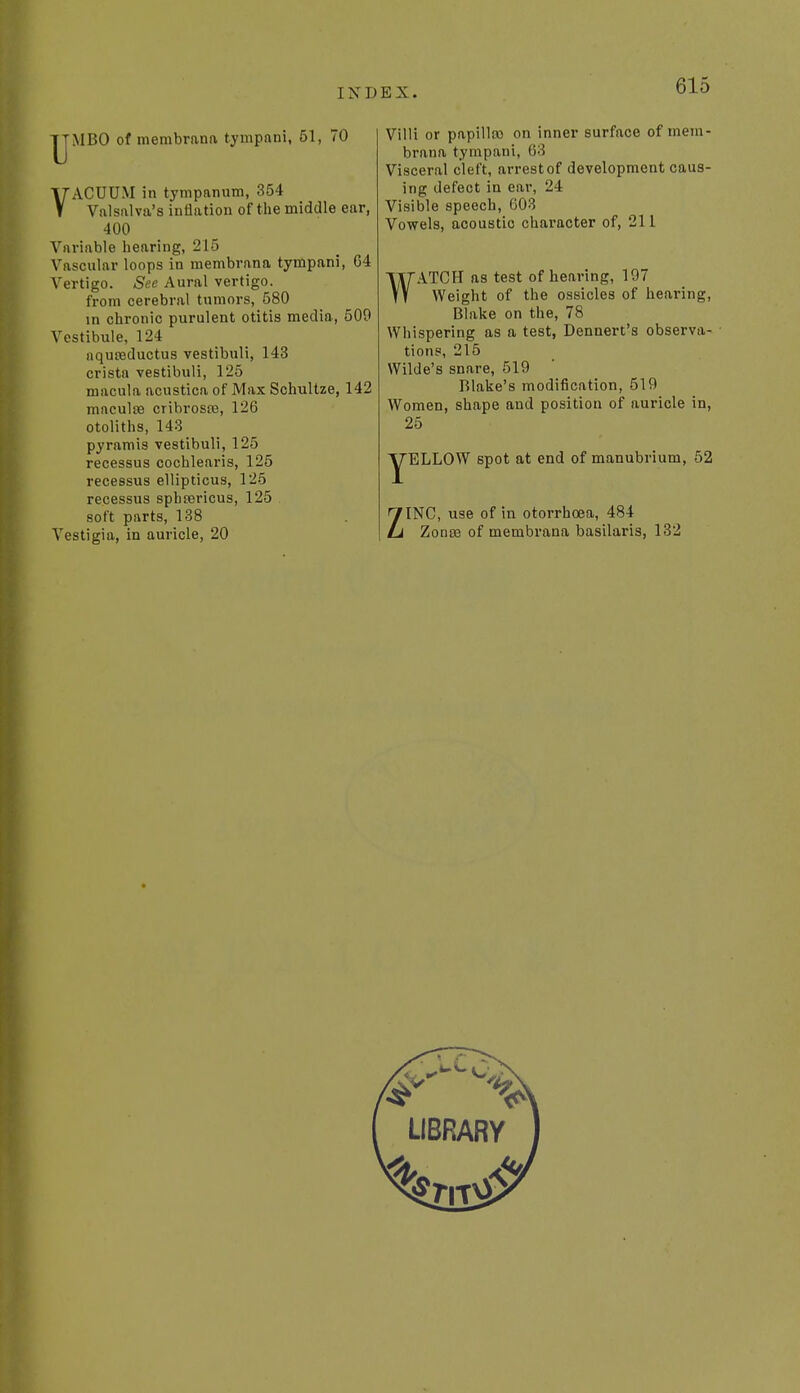 INDEX.
615
UMBO of membrana tympani, 51, 70
VACUUM in tympanum, 354
Valsalva's inflation of the middle ear,
400
Variable hearing, 215
Vascular loops in membrana tympani, 64
Vertigo. See Aural vertigo.
from cerebral tumors, 580
in chronic purulent otitis media, 509
Vestibule, 124
aquæductus vestibuli, 143
crista vestibuli, 125
macula acustica of Max Schultze, 142
maculæ cribrosæ, 126
otoliths, 143
pyramis vestibuli, 125
recessus cochlearis, 125
recessus ellipticus, 125
recessus sphæricus, 125
soft parts, 138
Vestigia, in auricle, 20
Villi or papillæ on inner surface of mem-
brana tympani, 63
Visceral cleft, arrest of development caus-
ing defect in ear, 24
Visible speech, 603
Vowels, acoustic character of, 211
WATCH as test of hearing, 197
Weight of the ossicles of hearing,
Blake on the, 78
Whispering as a test, Dennert's observa-
tions, 215
Wilde's snare, 519
Blake's modification, 519
Women, shape and position of auricle in,
25
YELLOW spot at end of manubrium, 52
ZINC, use of in otorrhœa, 484
Zonæ of membrana basilaris, 132
LIBRARY